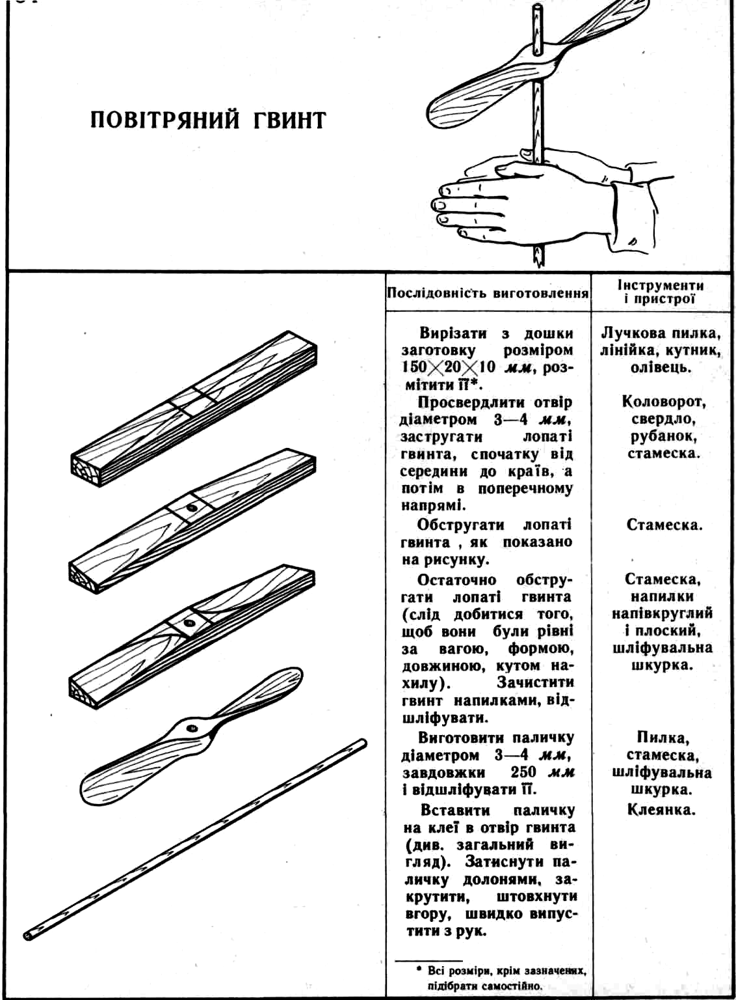 ПОВІТРЯНИЙ ГВИНТ
Послідовність виготовлення
Інструменти
і пристрої
Вирізати з дошки
заготовку розміром
150×20×10 мм, роз-
мітити її*.
Лучкова пилка,
лінійка, кутник,
олівець.
Просвердлити отвір
діаметром 3—4 мм,
застругати лопаті
гвинта, спочатку від
середини до країв, а
потім в поперечному
напрямі.
Коловорот,
свердло,
рубанок,
стамеска.
Обстругати лопаті
гвинта , як показано
на рисунку.
Стамеска.
Остаточно обстру-
гати лопаті гвинта
(слід добитися того,
щоб вони були рівні
за вагою, формою,
довжиною, кутом на-
хилу). Зачистити
гвинт напилками, від-
шліфувати.
Стамеска,
напилки
напівкруглий
і плоский,
шліфувальна
шкурка.
Виготовити паличку
діаметром 3—4 мм,
завдовжки 250 мм
і відшліфувати її.
Пилка,
стамеска,
шліфувальна
шкурка.
Вставити паличку
на клеї в отвір гвинта
(див. загальний ви-
гляд). Затиснути па-
личку долонями, за-
крутити, штовхнути
вгору, швидко випус-
тити з рук.
Клеянка.
* Всі розміри, крім зазначених,
підібрати самостійно.